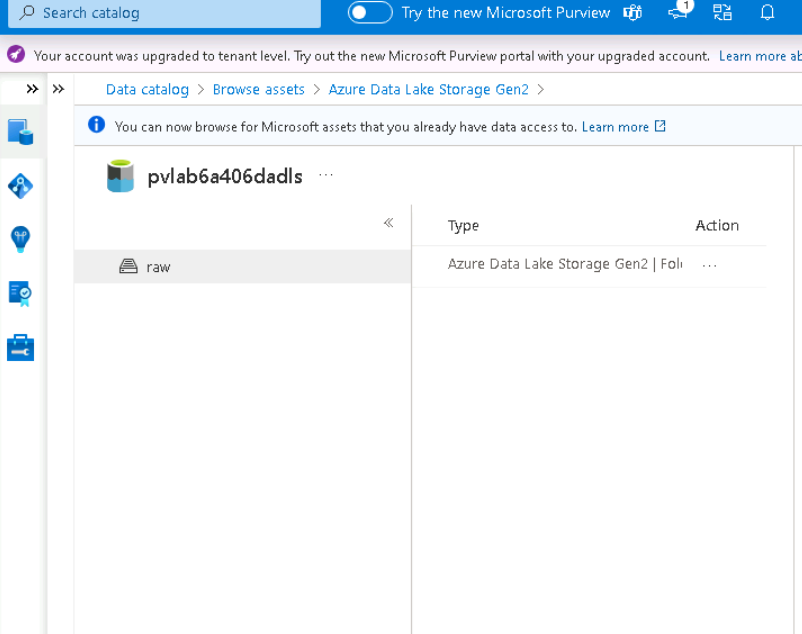 Search catalog
Try the new Microsoft Purview
1
Your account was upgraded to tenant level. Try out the new Microsoft Purview portal with your upgraded account. Learn more ab
Data catalog > Browse assets > Azure Data Lake Storage Gen2 >
You can now browse for Microsoft assets that you already have data access to. Learn more
pvlab6a406dadls ...
Type Action
raw
Azure Data Lake Storage Gen2 | Fol ...